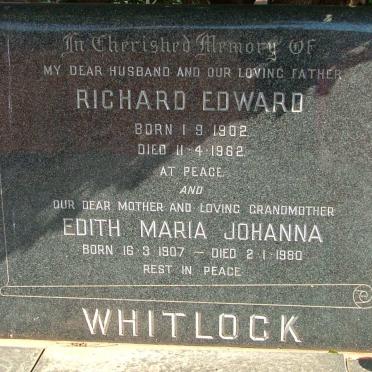 In Cherished Memory Of
MY DEAR HUSBAND AND OUR LOVING FATHER
RICHARD EDWARD
BORN 1·9·1902.
DIED 11·4·1962.
AT PEACE.
AND
OUR DEAR MOTHER AND LOVING GRANDMOTHER
EDITH MARIA JOHANNA
BORN 16·3·1907 — DIED 2·1·1980
REST IN PEACE
WHITLOCK